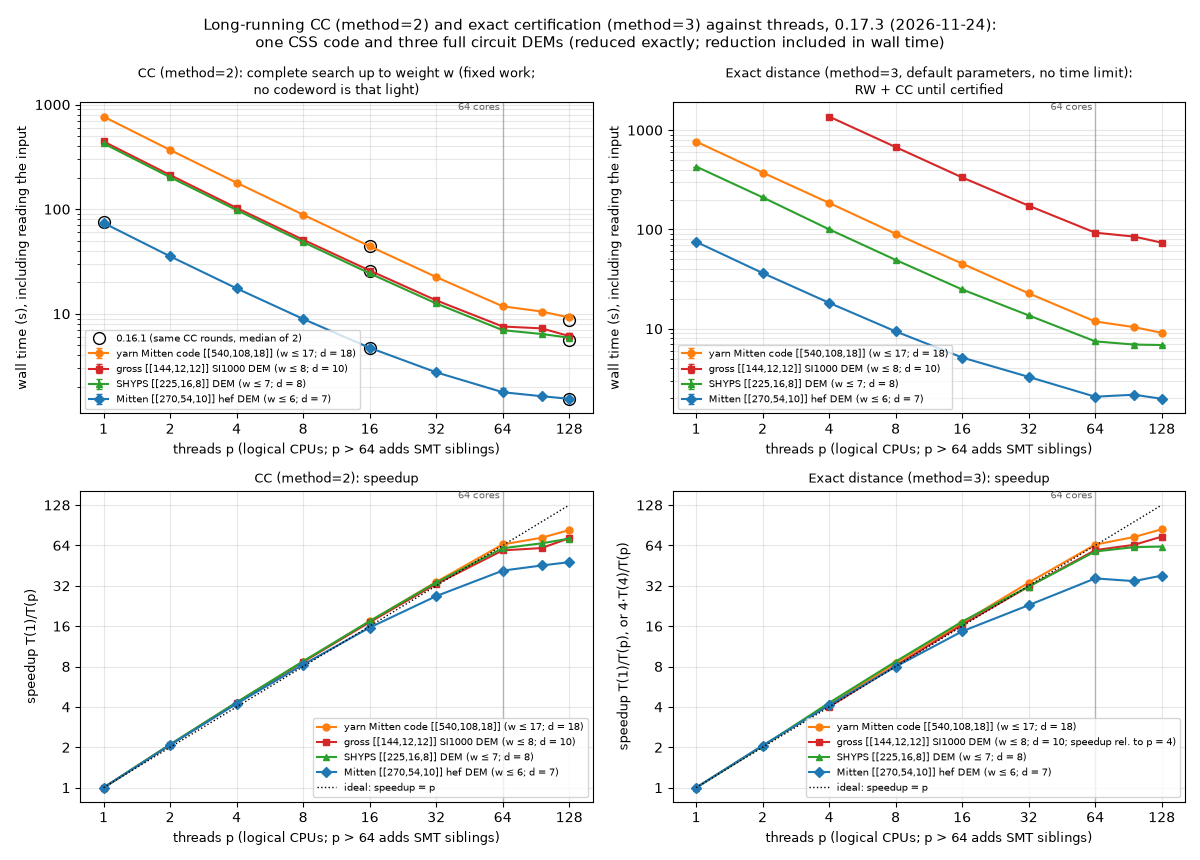 Long-running CC (method=2) and exact certification (method=3) against threads, 0.17.3 (2026-11-24):
one CSS code and three full circuit DEMs (reduced exactly; reduction included in wall time)
CC (method=2): complete search up to weight w (fixed work;
no codeword is that light)
64 cores
1000
100
10
wall time (s), including reading the input
0.16.1 (same CC rounds, median of 2)
yarn Mitten code [[540,108,18]] (w ≤ 17; d = 18)
gross [[144,12,12]] SI1000 DEM (w ≤ 8; d = 10)
SHYPS [[225,16,8]] DEM (w ≤ 7; d = 8)
Mitten [[270,54,10]] hef DEM (w ≤ 6; d = 7)
1 2 4 8 16 32 64 128
threads p (logical CPUs; p > 64 adds SMT siblings)
Exact distance (method=3, default parameters, no time limit):
RW + CC until certified
64 cores
1000
100
10
wall time (s), including reading the input
yarn Mitten code [[540,108,18]] (w ≤ 17; d = 18)
gross [[144,12,12]] SI1000 DEM (w ≤ 8; d = 10)
SHYPS [[225,16,8]] DEM (w ≤ 7; d = 8)
Mitten [[270,54,10]] hef DEM (w ≤ 6; d = 7)
1 2 4 8 16 32 64 128
threads p (logical CPUs; p > 64 adds SMT siblings)
CC (method=2): speedup
64 cores
128
64
32
16
8
4
2
1
speedup T(1)/T(p)
yarn Mitten code [[540,108,18]] (w ≤ 17; d = 18)
gross [[144,12,12]] SI1000 DEM (w ≤ 8; d = 10)
SHYPS [[225,16,8]] DEM (w ≤ 7; d = 8)
Mitten [[270,54,10]] hef DEM (w ≤ 6; d = 7)
ideal: speedup = p
1 2 4 8 16 32 64 128
threads p (logical CPUs; p > 64 adds SMT siblings)
Exact distance (method=3): speedup
64 cores
128
64
32
16
8
4
2
1
speedup T(1)/T(p), or 4·T(4)/T(p)
yarn Mitten code [[540,108,18]] (w ≤ 17; d = 18)
gross [[144,12,12]] SI1000 DEM (w ≤ 8; d = 10; speedup rel. to p = 4)
SHYPS [[225,16,8]] DEM (w ≤ 7; d = 8)
Mitten [[270,54,10]] hef DEM (w ≤ 6; d = 7)
ideal: speedup = p
1 2 4 8 16 32 64 128
threads p (logical CPUs; p > 64 adds SMT siblings)